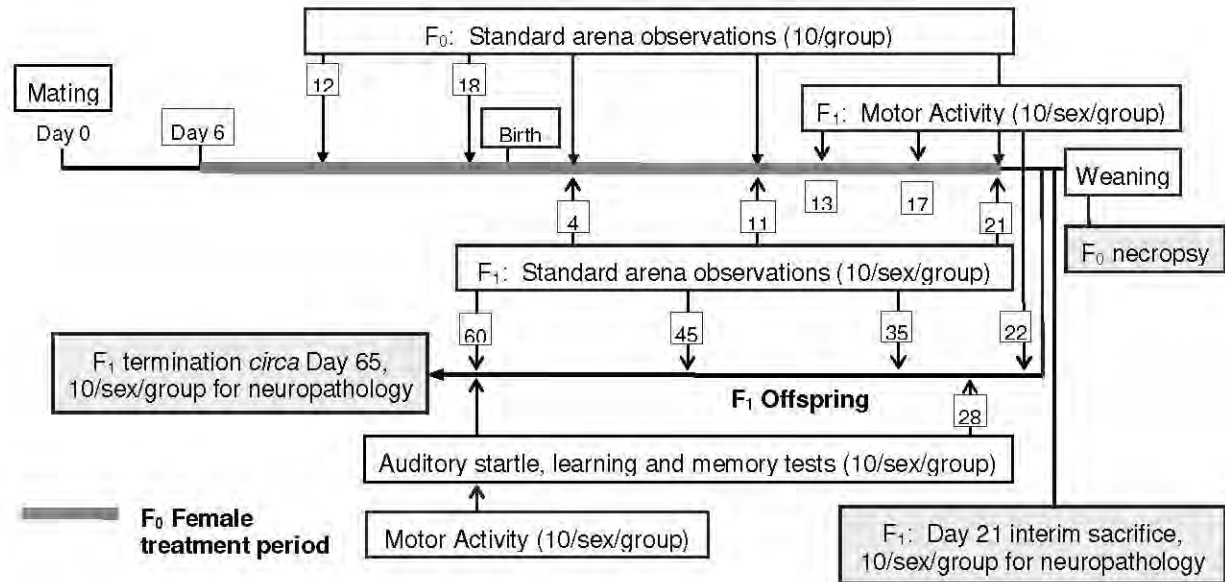 F₀: Standard arena observations (10/group)
Mating
12
18
Day 0
Day 6
Birth
F₁: Motor Activity (10/sex/group)
Weaning
13
17
4
11
21
F₀ necropsy
F₁: Standard arena observations (10/sex/group)
60
45
35
22
F₁ termination circa Day 65,
10/sex/group for neuropathology
F₁ Offspring
28
Auditory startle, learning and memory tests (10/sex/group)
F₀ Female
treatment period
Motor Activity (10/sex/group)
F₁: Day 21 interim sacrifice,
10/sex/group for neuropathology